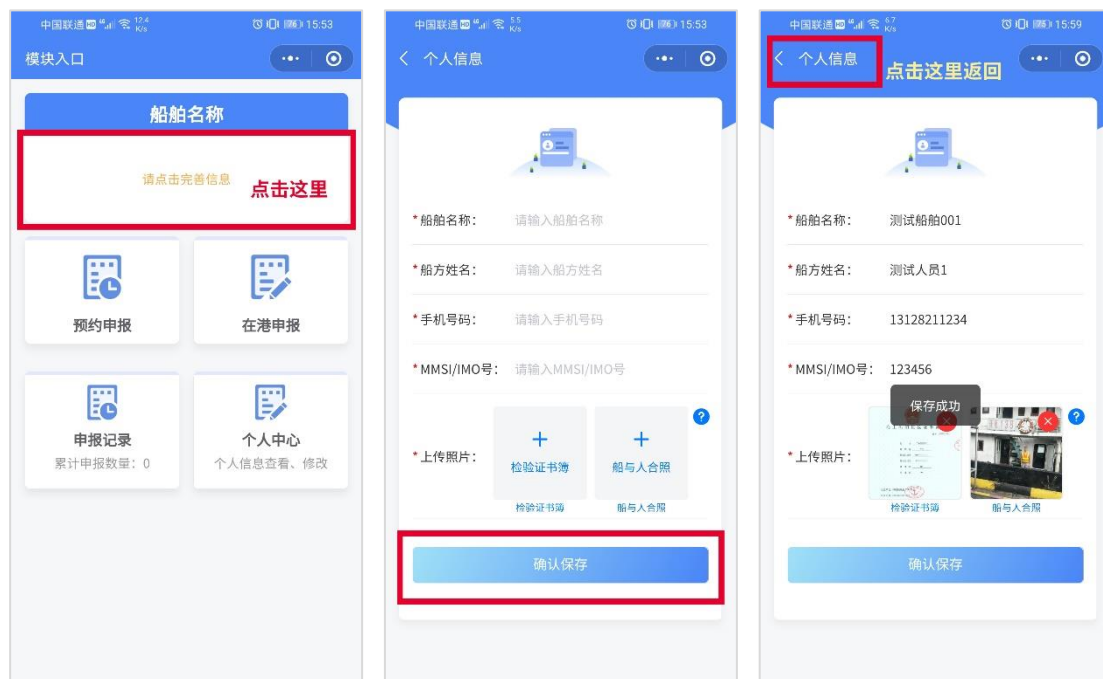 中国联通 HD 46 12.4 K/s 76 15:53
模块入口
船舶名称
请点击完善信息
点击这里
预约申报
在港申报
申报记录
累计申报数量：0
个人中心
个人信息查看、修改
中国联通 HD 46 5.5 K/s 76 15:53
个人信息
*船舶名称： 请输入船舶名称
*船方姓名： 请输入船方姓名
*手机号码： 请输入手机号码
*MMSI/IMO号： 请输入MMSI/IMO号
?
*上传照片：
检验证书簿 船与人合照
检验证书簿 船与人合照
确认保存
中国联通 HD 46 6.7 K/s 76 15:59
个人信息
点击这里返回
*船舶名称： 测试船舶001
*船方姓名： 测试人员1
*手机号码： 13128211234
*MMSI/IMO号： 123456
保存成功
?
*上传照片：
检验证书簿 船与人合照
确认保存